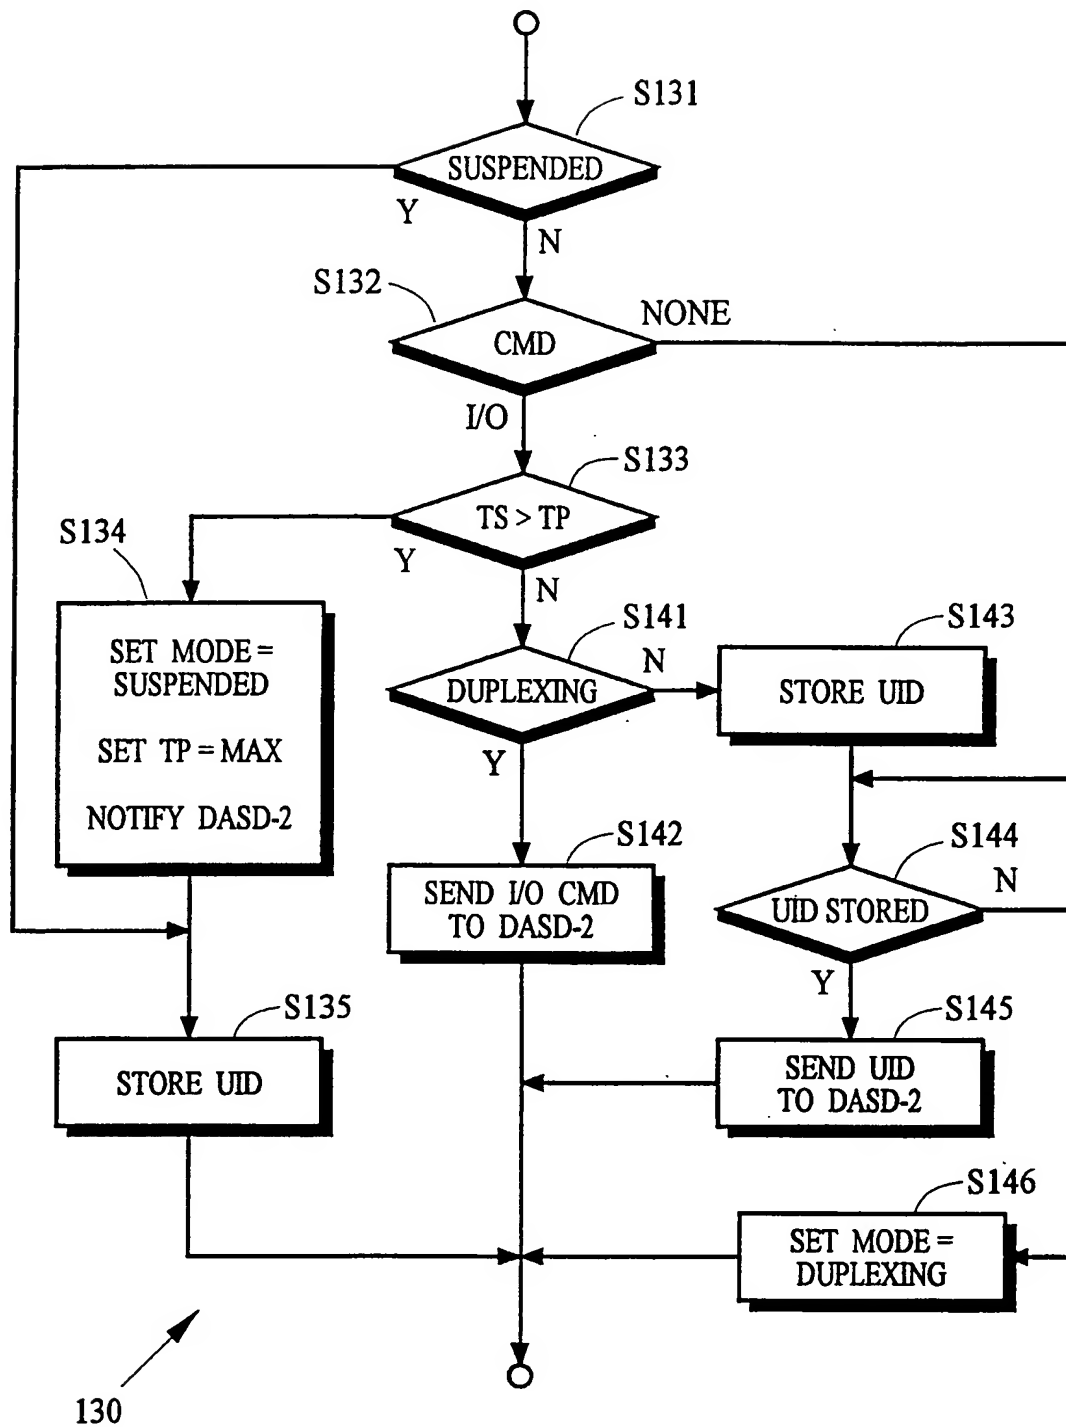 S131
SUSPENDED
Y
N
S132
NONE
CMD
I/O
S133
TS > TP
Y
N
S134
SET MODE =
SUSPENDED
SET TP = MAX
NOTIFY DASD-2
S141
DUPLEXING
N
Y
S143
STORE UID
S142
SEND I/O CMD
TO DASD-2
S144
UID STORED
N
Y
S135
STORE UID
S145
SEND UID
TO DASD-2
S146
SET MODE =
DUPLEXING
130